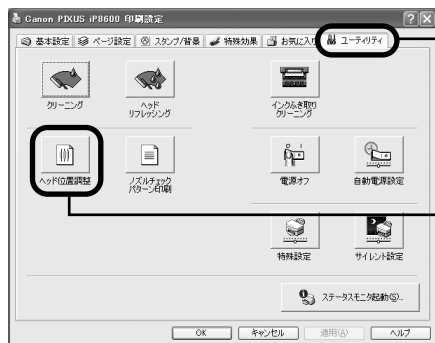 Canon PIXUS iP8600 印刷設定
基本設定 ページ設定 スタンプ/背景 特殊効果 お気に入り ユーティリティ
クリーニング
ヘッド
リフレッシング
インクふき取り
クリーニング
ヘッド位置調整
ノズルチェック
パターン印刷
電源オフ
自動電源設定
特殊設定
サイレント設定
ステータスモニタ起動(S)...
OK キャンセル 適用(A) ヘルプ